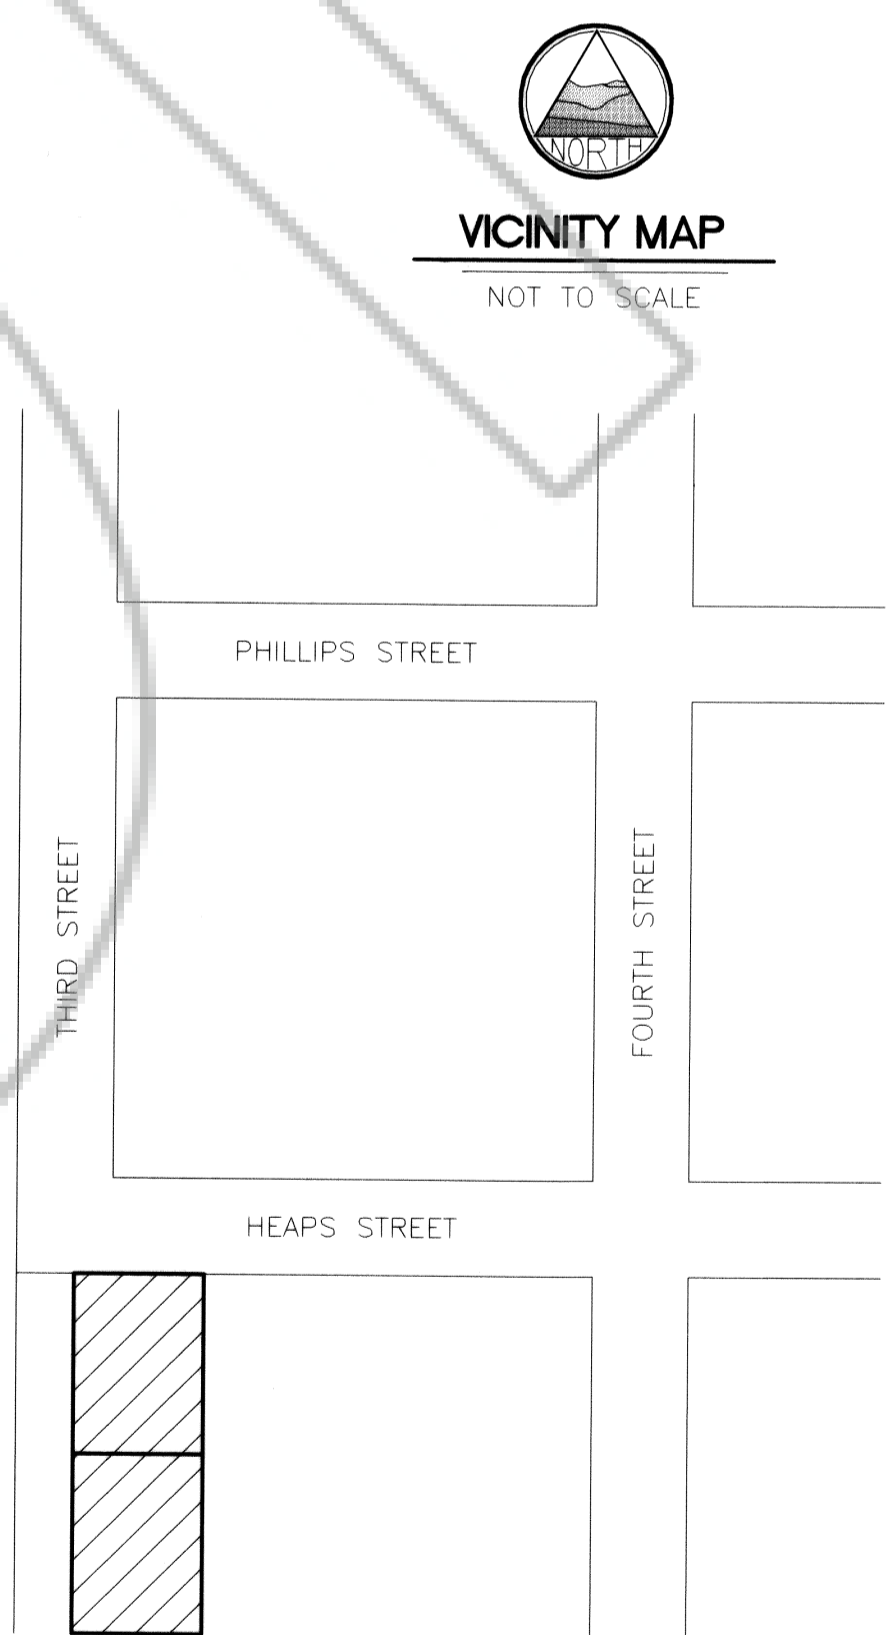 NORTH
VICINITY MAP
NOT TO SCALE
PHILLIPS STREET
THIRD STREET
FOURTH STREET
HEAPS STREET